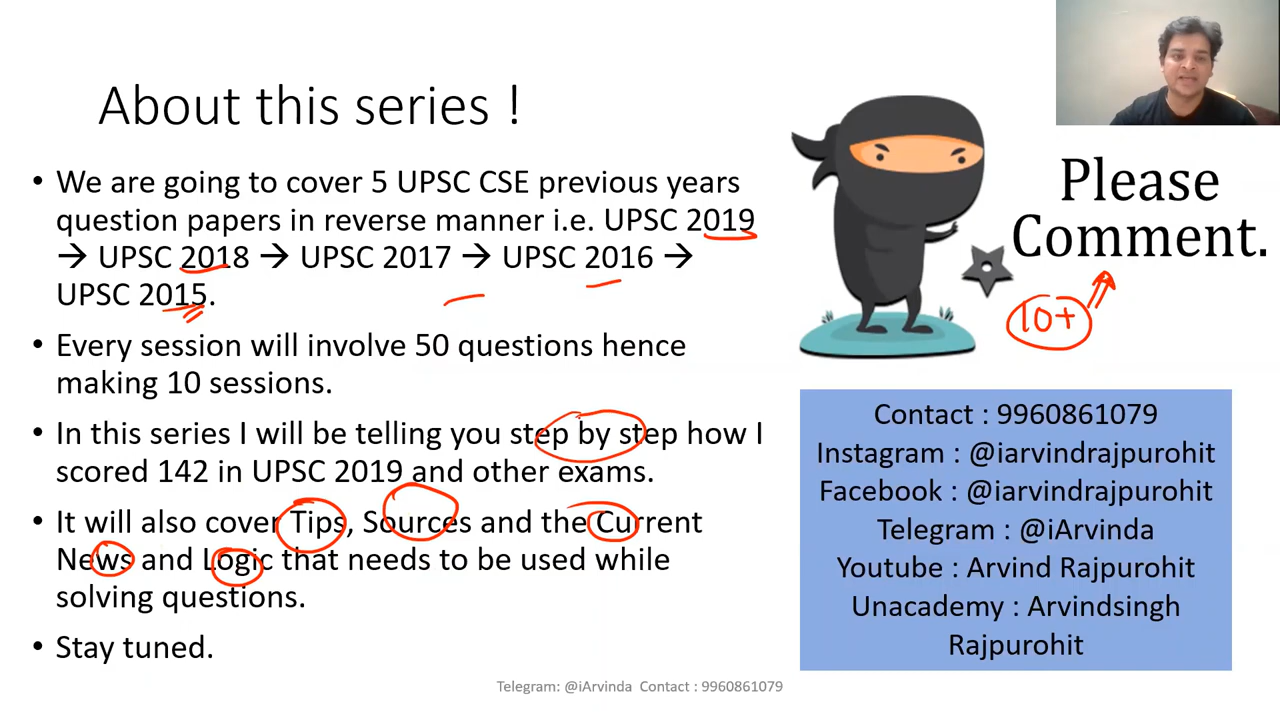 About this series !
• We are going to cover 5 UPSC CSE previous years
question papers in reverse manner i.e. UPSC 2019
→ UPSC 2018 → UPSC 2017 → UPSC 2016 →
UPSC 2015.
• Every session will involve 50 questions hence
making 10 sessions.
• In this series I will be telling you step by step how I
scored 142 in UPSC 2019 and other exams.
• It will also cover Tips, Sources and the Current
News and Logic that needs to be used while
solving questions.
• Stay tuned.
Please
Comment.
10+
Contact : 9960861079
Instagram : @iarvindrajpurohit
Facebook : @iarvindrajpurohit
Telegram : @iArvinda
Youtube : Arvind Rajpurohit
Unacademy : Arvindsingh
Rajpurohit
Telegram: @iArvinda Contact : 9960861079